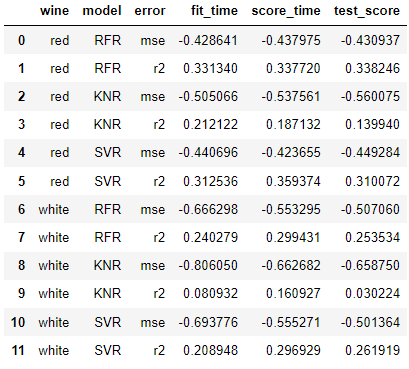 wine model error fit_time score_time test_score
0 red RFR mse -0.428641 -0.437975 -0.430937
1 red RFR r2 0.331340 0.337720 0.338246
2 red KNR mse -0.505066 -0.537561 -0.560075
3 red KNR r2 0.212122 0.187132 0.139940
4 red SVR mse -0.440696 -0.423655 -0.449284
5 red SVR r2 0.312536 0.359374 0.310072
6 white RFR mse -0.666298 -0.553295 -0.507060
7 white RFR r2 0.240279 0.299431 0.253534
8 white KNR mse -0.806050 -0.662682 -0.658750
9 white KNR r2 0.080932 0.160927 0.030224
10 white SVR mse -0.693776 -0.555271 -0.501364
11 white SVR r2 0.208948 0.296929 0.261919